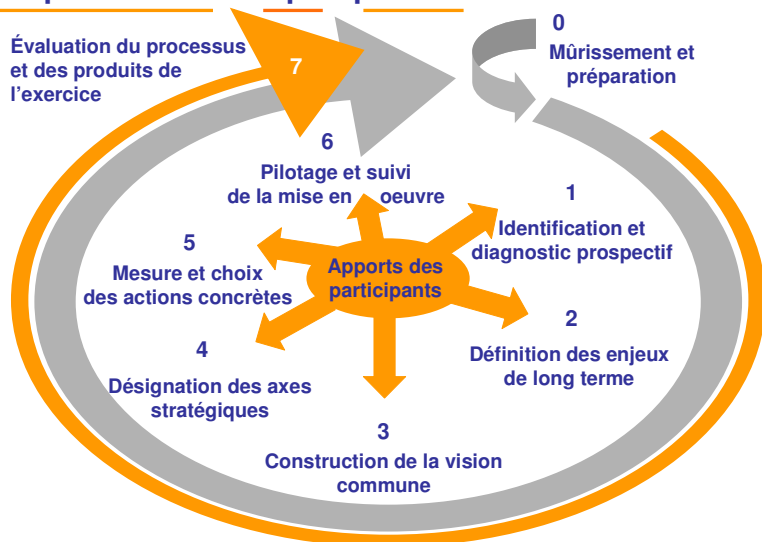 0
Mûrissement et
préparation
1
Identification et
diagnostic prospectif
2
Définition des enjeux
de long terme
3
Construction de la vision
commune
4
Désignation des axes
stratégiques
5
Mesure et choix
des actions concrètes
6
Pilotage et suivi
de la mise en oeuvre
7
Évaluation du processus
et des produits de
l'exercice
Apports des
participants